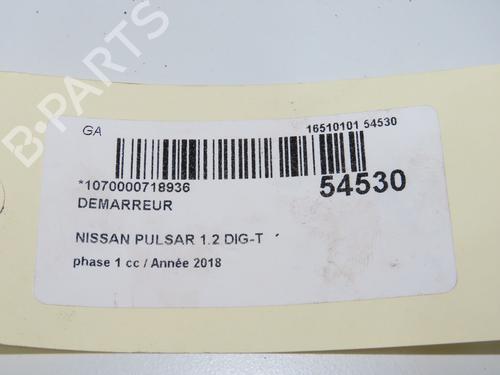 B-PARTS
GA
16510101 54530
*1070000718936
54530
DEMARREUR
NISSAN PULSAR 1.2 DIG-T
phase 1 cc / Année 2018